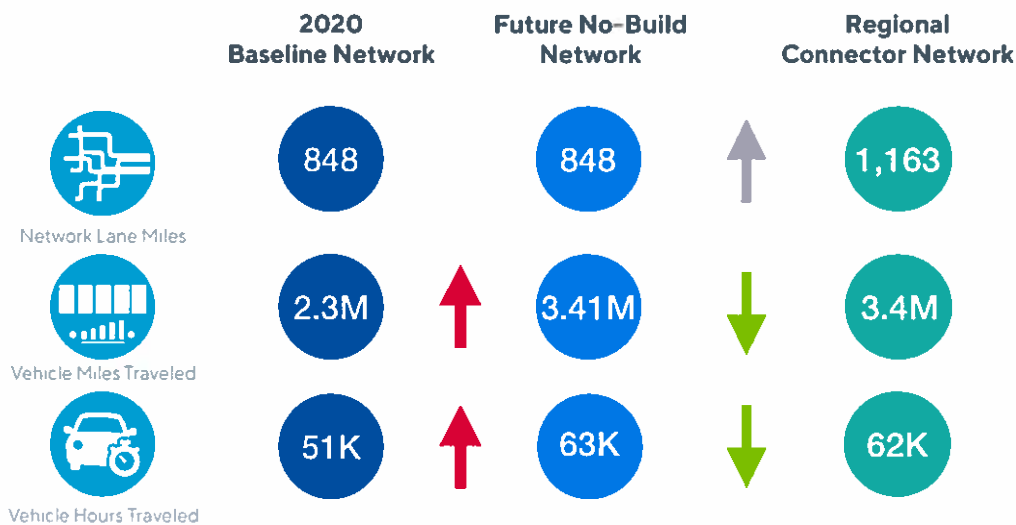 2020
Baseline Network
Future No-Build
Network
Regional
Connector Network
848
848
1,163
Network Lane Miles
2.3M
3.41M
3.4M
Vehicle Miles Traveled
51K
63K
62K
Vehicle Hours Traveled